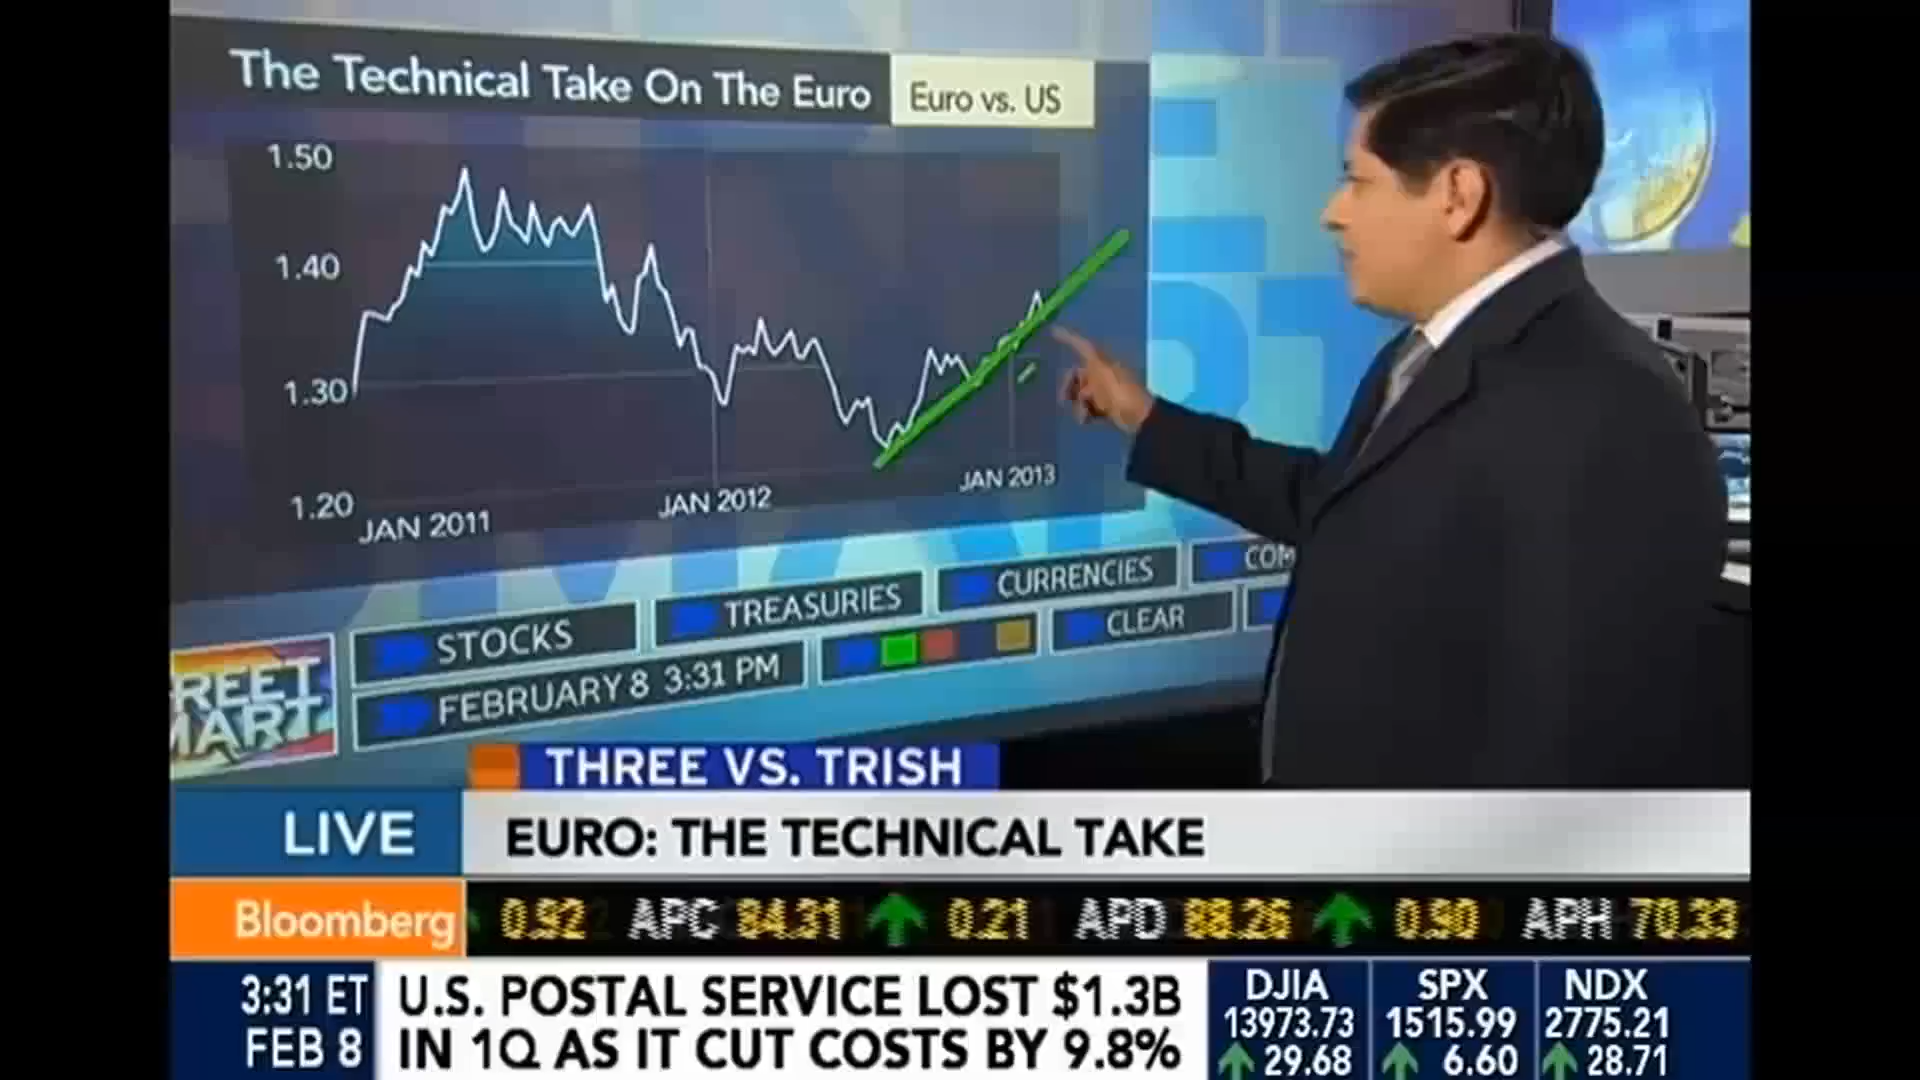 The Technical Take On The Euro
Euro vs. US
1.50
1.40
1.30
1.20
JAN 2011
JAN 2012
JAN 2013
STOCKS
TREASURIES
CURRENCIES
COM
FEBRUARY 8 3:31 PM
CLEAR
REET
MART
THREE VS. TRISH
LIVE
EURO: THE TECHNICAL TAKE
Bloomberg
0.92 APC 84.31 0.21 APD 88.26 0.90 APH 70.33
3:31 ET
FEB 8
U.S. POSTAL SERVICE LOST $1.3B
IN 1Q AS IT CUT COSTS BY 9.8%
DJIA
13973.73
29.68
SPX
1515.99
6.60
NDX
2775.21
28.71